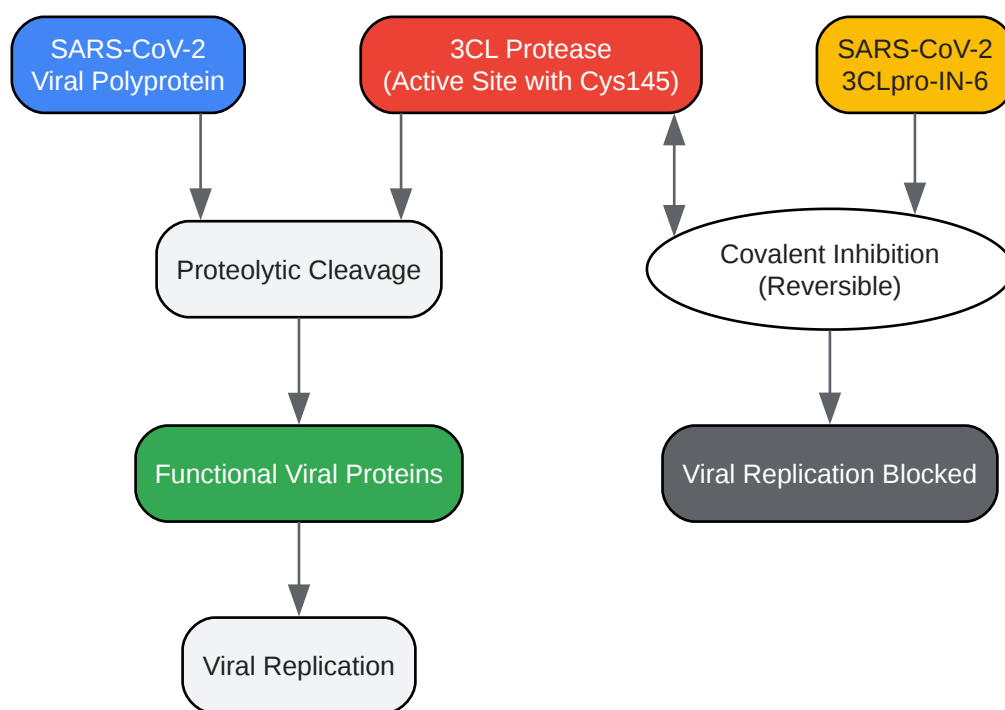 SARS-CoV-2
Viral Polyprotein
3CL Protease
(Active Site with Cys145)
SARS-CoV-2
3CLpro-IN-6
Proteolytic Cleavage
Covalent Inhibition
(Reversible)
Functional Viral Proteins
Viral Replication Blocked
Viral Replication